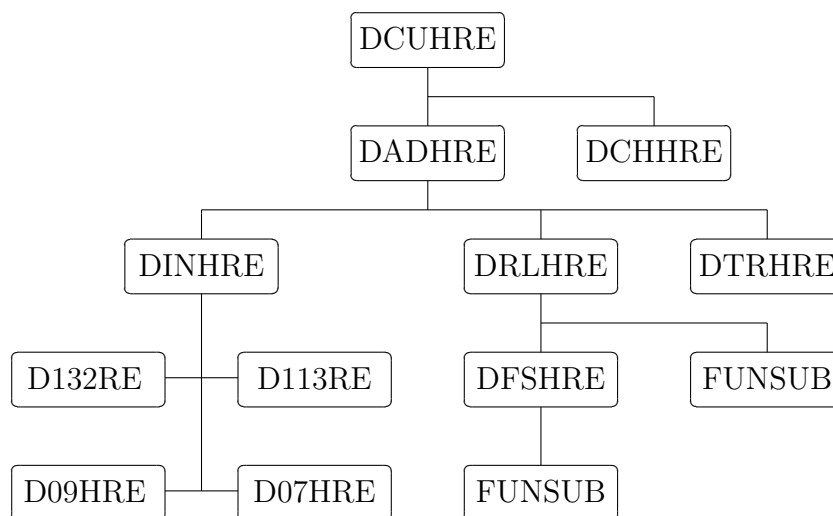 DCUHRE
DADHRE
DCHHRE
DINHRE
DRLHRE
DTRHRE
D132RE
D113RE
DFSHRE
FUNSUB
D09HRE
D07HRE
FUNSUB